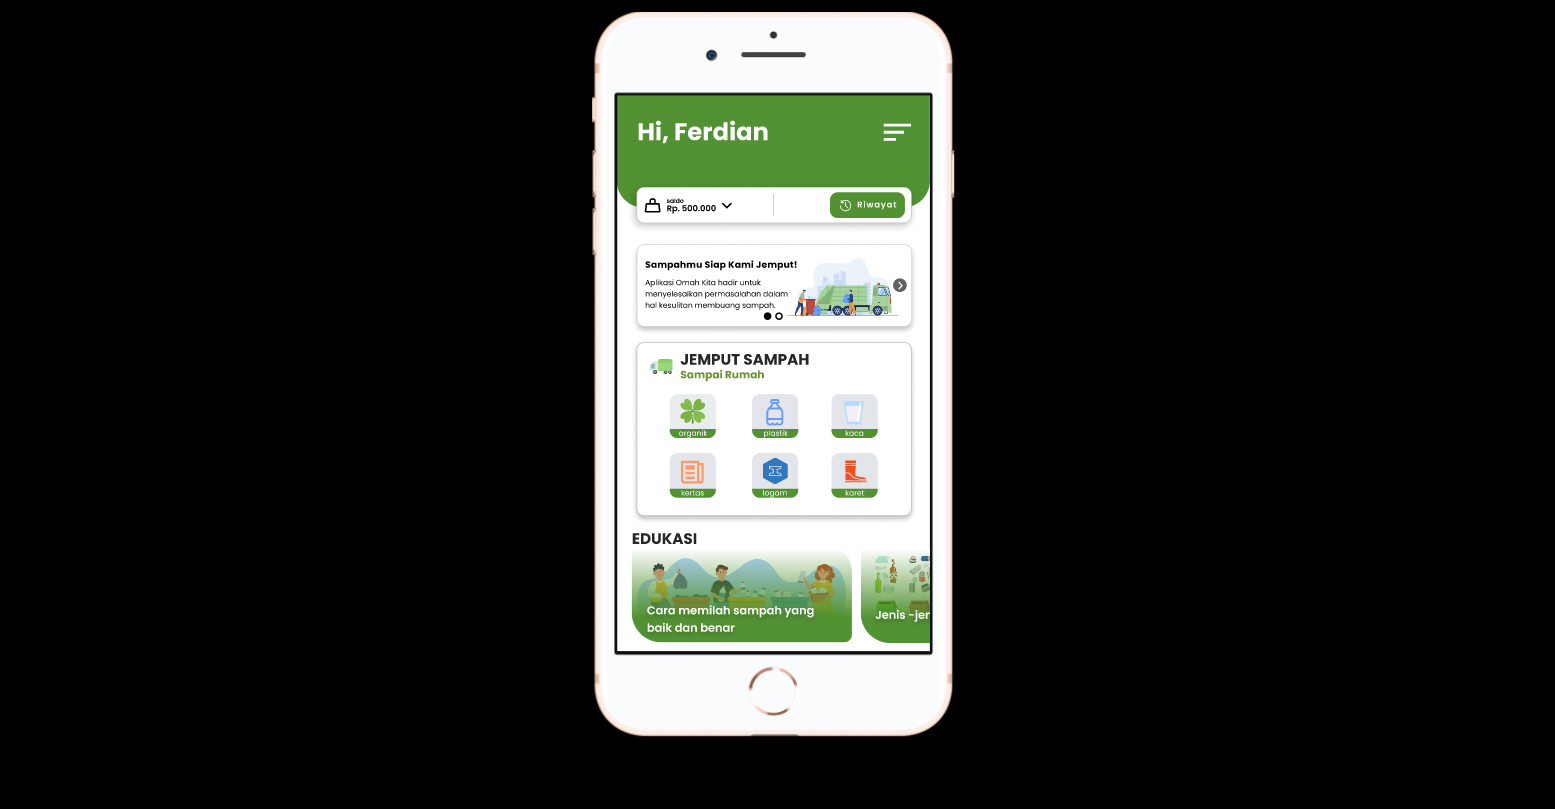 Hi, Ferdian
saldo
Rp. 500.000
Riwayat
Sampahmu Siap Kami Jemput!
Aplikasi Omah Kita hadir untuk
menyelesaikan permasalahan dalam
hal kesulitan membuang sampah.
JEMPUT SAMPAH
Sampai Rumah
organik
plastik
kaca
kertas
logam
karet
EDUKASI
Cara memilah sampah yang
baik dan benar
Jenis -jen